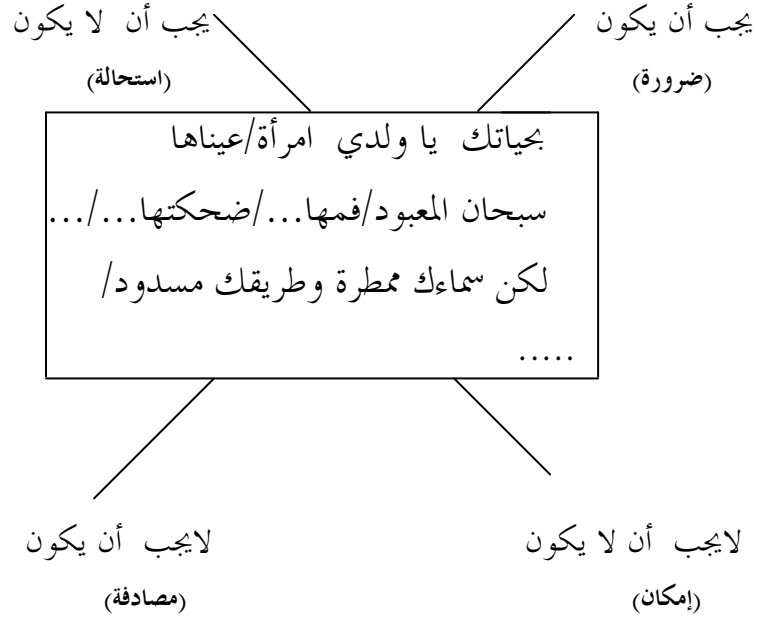 يجب أن يكون
(ضرورة)
يجب أن لا يكون
(استحالة)
بحياتك يا ولدي امرأة/عيناها
سبحان المعبود/فمها.../ضحكتها.../...
لكن سماءك ممطرة وطريقك مسدود/
.....
لايجب أن لا يكون
(إمكان)
لايجب أن يكون
(مصادفة)